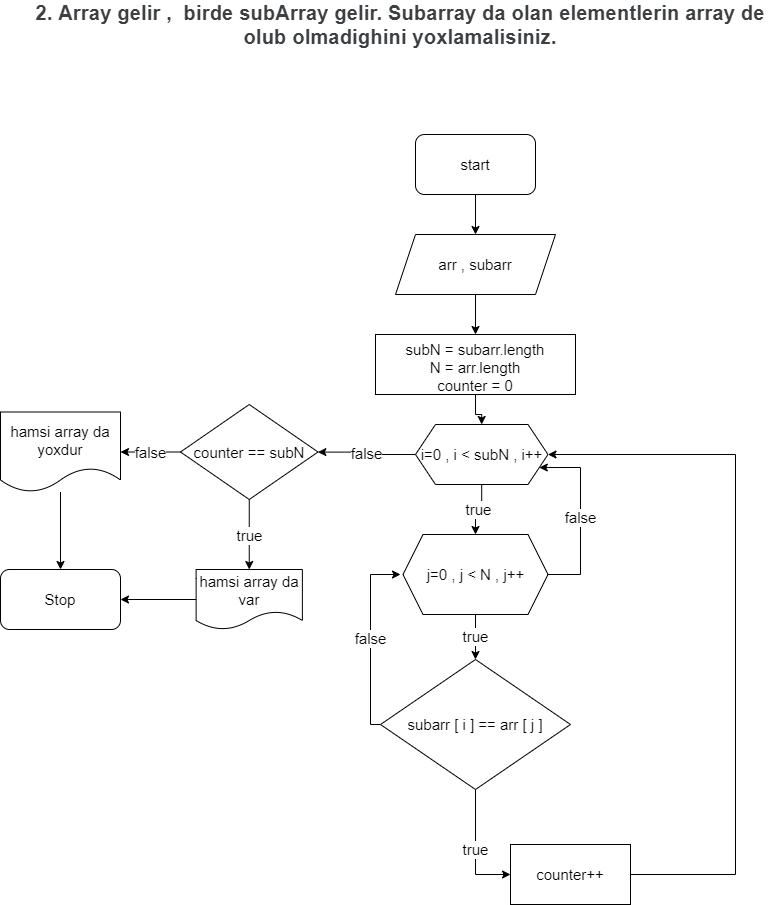 2. Array gelir , birde subArray gelir. Subarray da olan elementlerin array de
olub olmadighini yoxlamalisiniz.
start
arr , subarr
subN = subarr.length
N = arr.length
counter = 0
i=0 , i < subN , i++
false
counter == subN
false
hamsi array da
yoxdur
true
hamsi array da
var
Stop
true
false
j=0 , j < N , j++
true
false
subarr [ i ] == arr [ j ]
true
counter++